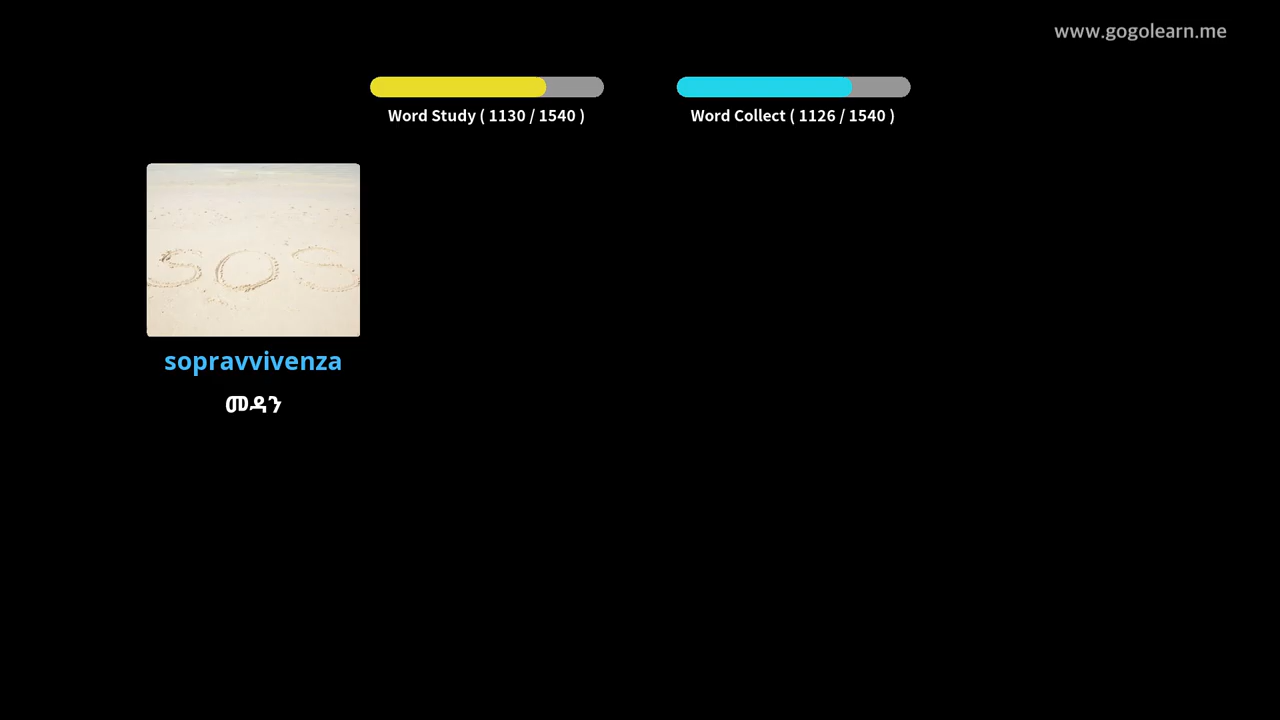 www.gogolearn.me
Word Study ( 1130 / 1540 )
Word Collect ( 1126 / 1540 )
SOS
sopravvivenza
መዳን